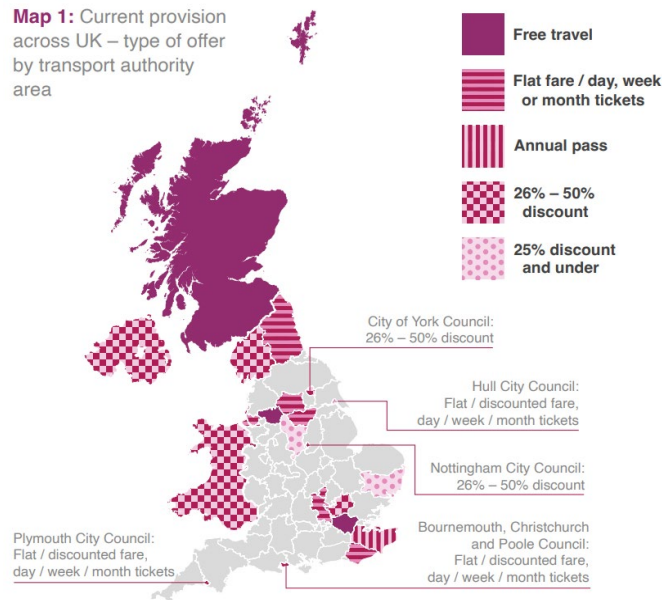 Map 1: Current provision
across UK – type of offer
by transport authority
area
Free travel
Flat fare / day, week
or month tickets
Annual pass
26% – 50%
discount
25% discount
and under
City of York Council:
26% – 50% discount
Hull City Council:
Flat / discounted fare,
day / week / month tickets
Nottingham City Council:
26% – 50% discount
Bournemouth, Christchurch
and Poole Council:
Flat / discounted fare,
day / week / month tickets
Plymouth City Council:
Flat / discounted fare,
day / week / month tickets